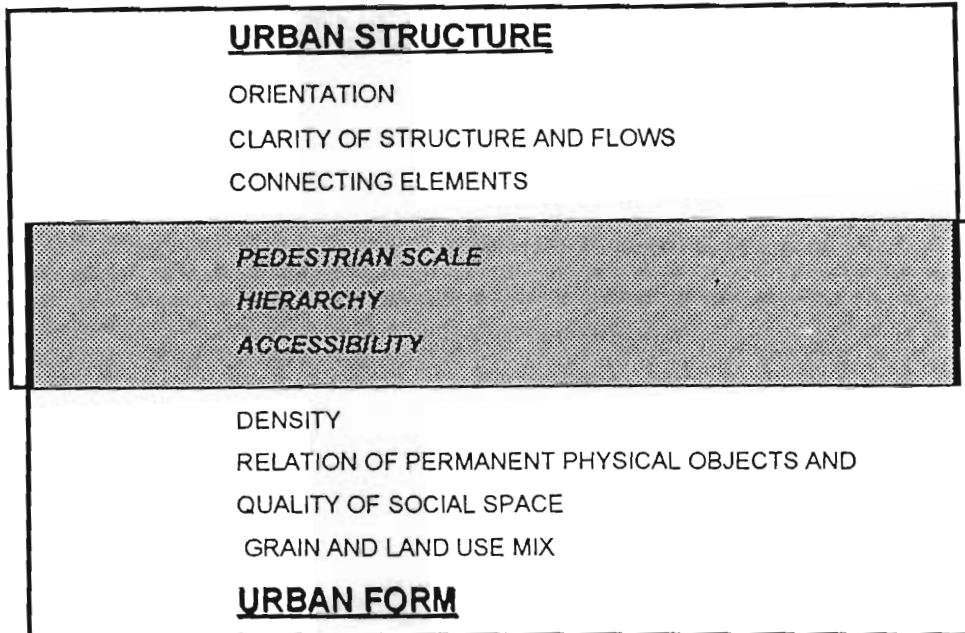 URBAN STRUCTURE
ORIENTATION
CLARITY OF STRUCTURE AND FLOWS
CONNECTING ELEMENTS
PEDESTRIAN SCALE
HIERARCHY
ACCESSIBILITY
DENSITY
RELATION OF PERMANENT PHYSICAL OBJECTS AND
QUALITY OF SOCIAL SPACE
GRAIN AND LAND USE MIX
URBAN FORM